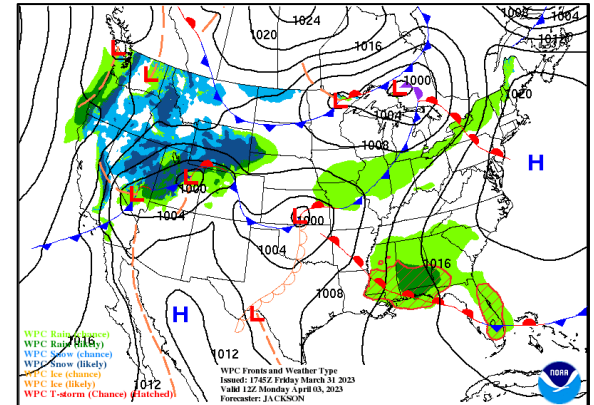 1024
1008
1004
1012
1020
1016
L
L
1000
L
L
1004
1020
1008
H
L
1000
L
1004
L
1000
1004
1016
1008
H
L
1016
1012
1012
WPC Rain (chance)
WPC Rain (likely)
WPC Snow (chance)
WPC Snow (likely)
WPC Ice (chance)
WPC Ice (likely)
WPC T-storm (Chance) (Hatched)
WPC Fronts and Weather Type
Issued: 1745Z Friday March 31 2023
Valid 12Z Monday April 03, 2023
Forecaster: JACKSON
NOAA